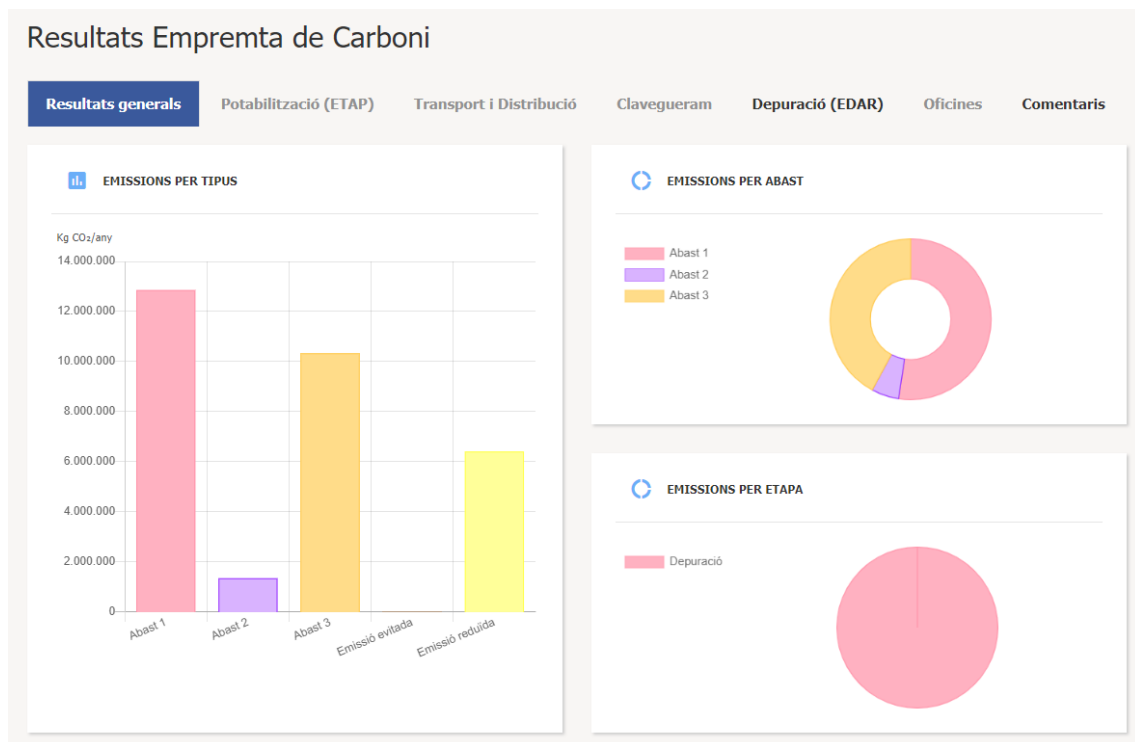 Resultats Empremta de Carboni
Resultats generals Potabilització (ETAP) Transport i Distribució Clavegueram Depuració (EDAR) Oficines Comentaris
EMISSIONS PER TIPUS
Kg CO₂/any
14.000.000
12.000.000
10.000.000
8.000.000
6.000.000
4.000.000
2.000.000
0
Abast 1
Abast 2
Abast 3
Emissió evitada
Emissió reduïda
EMISSIONS PER ABAST
Abast 1
Abast 2
Abast 3
EMISSIONS PER ETAPA
Depuració